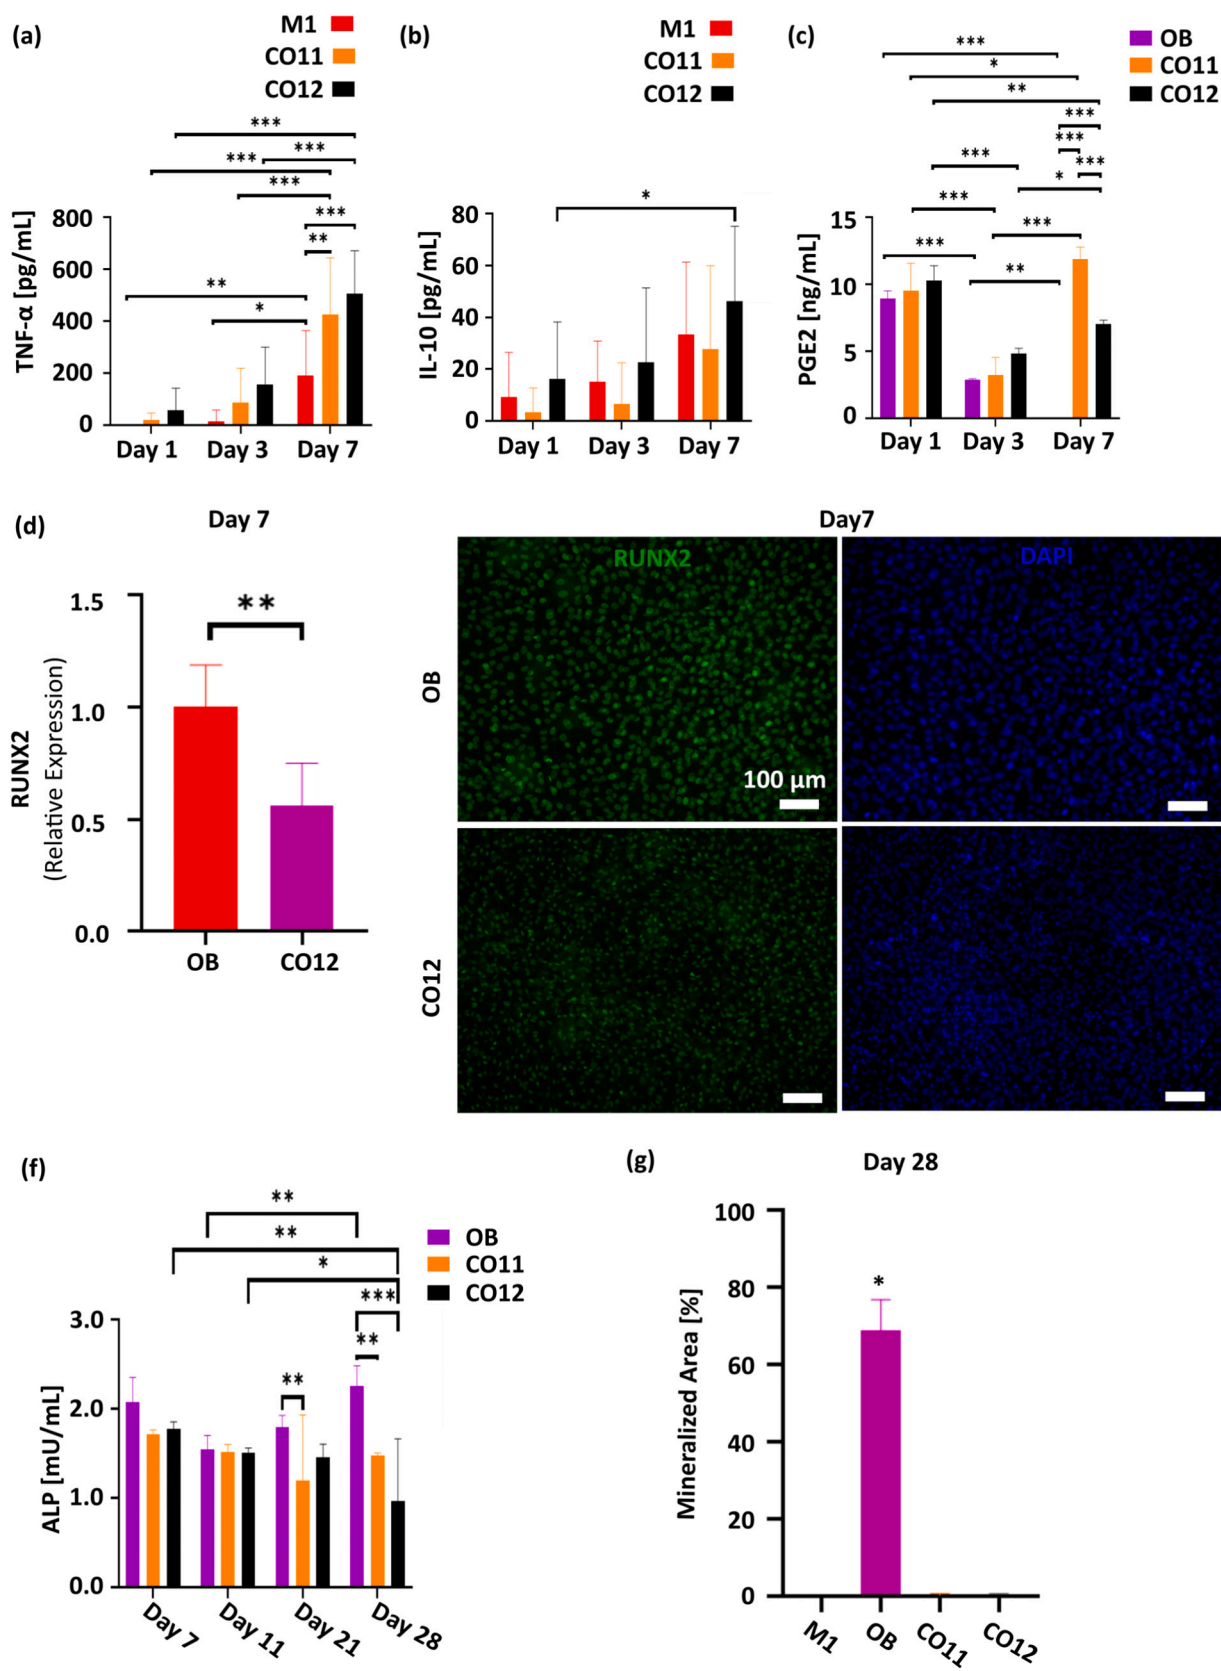 (a)
M1
CO11
CO12
***
***
***
***
***
**
**
*
TNF-α [pg/mL]
800
600
400
200
0
Day 1 Day 3 Day 7
(b)
M1
CO11
CO12
*
IL-10 [pg/mL]
80
60
40
20
0
Day 1 Day 3 Day 7
(c)
OB
CO11
CO12
***
*
**
***
***
***
***
*
***
***
***
**
PGE2 [ng/mL]
15
10
5
0
Day 1 Day 3 Day 7
(d)
Day 7
**
RUNX2
(Relative Expression)
1.5
1.0
0.5
0.0
OB CO12
Day7
RUNX2 DAPI
OB
100 µm
CO12
(f)
**
**
*
***
**
**
OB
CO11
CO12
ALP [mU/mL]
3.0
2.0
1.0
0.0
Day 7 Day 11 Day 21 Day 28
(g)
Day 28
*
Mineralized Area [%]
100
80
60
40
20
0
M1 OB CO11 CO12